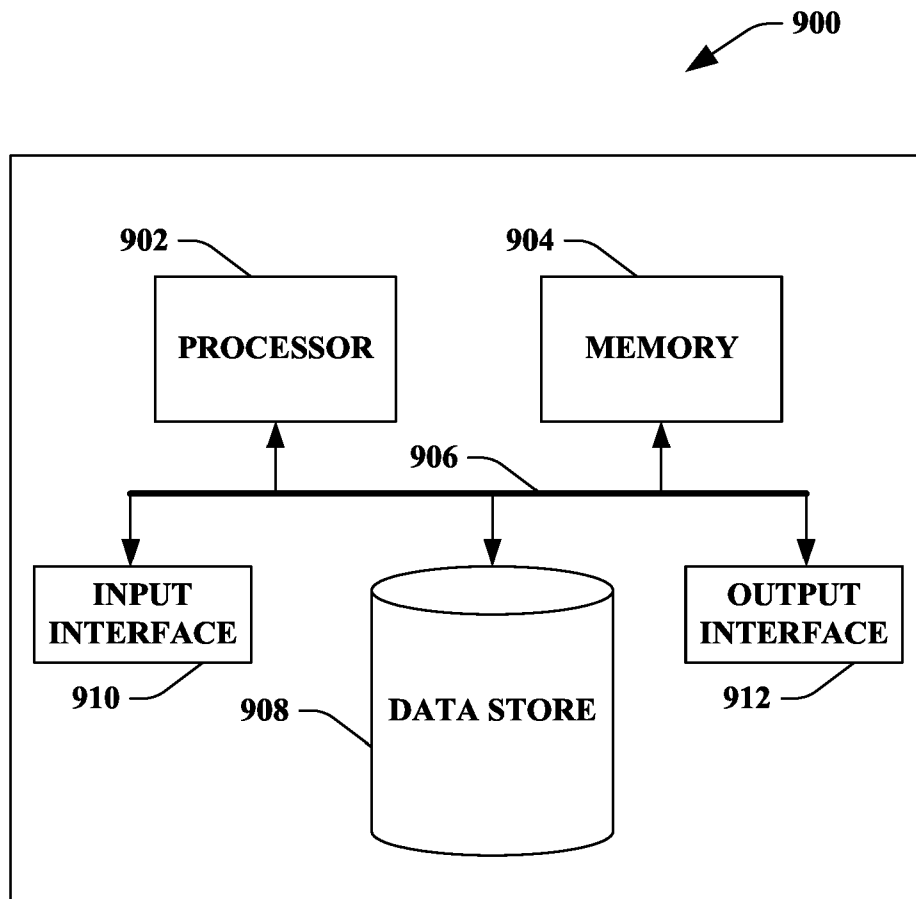 900
902
904
PROCESSOR
MEMORY
906
INPUT
INTERFACE
OUTPUT
INTERFACE
910
908
DATA STORE
912